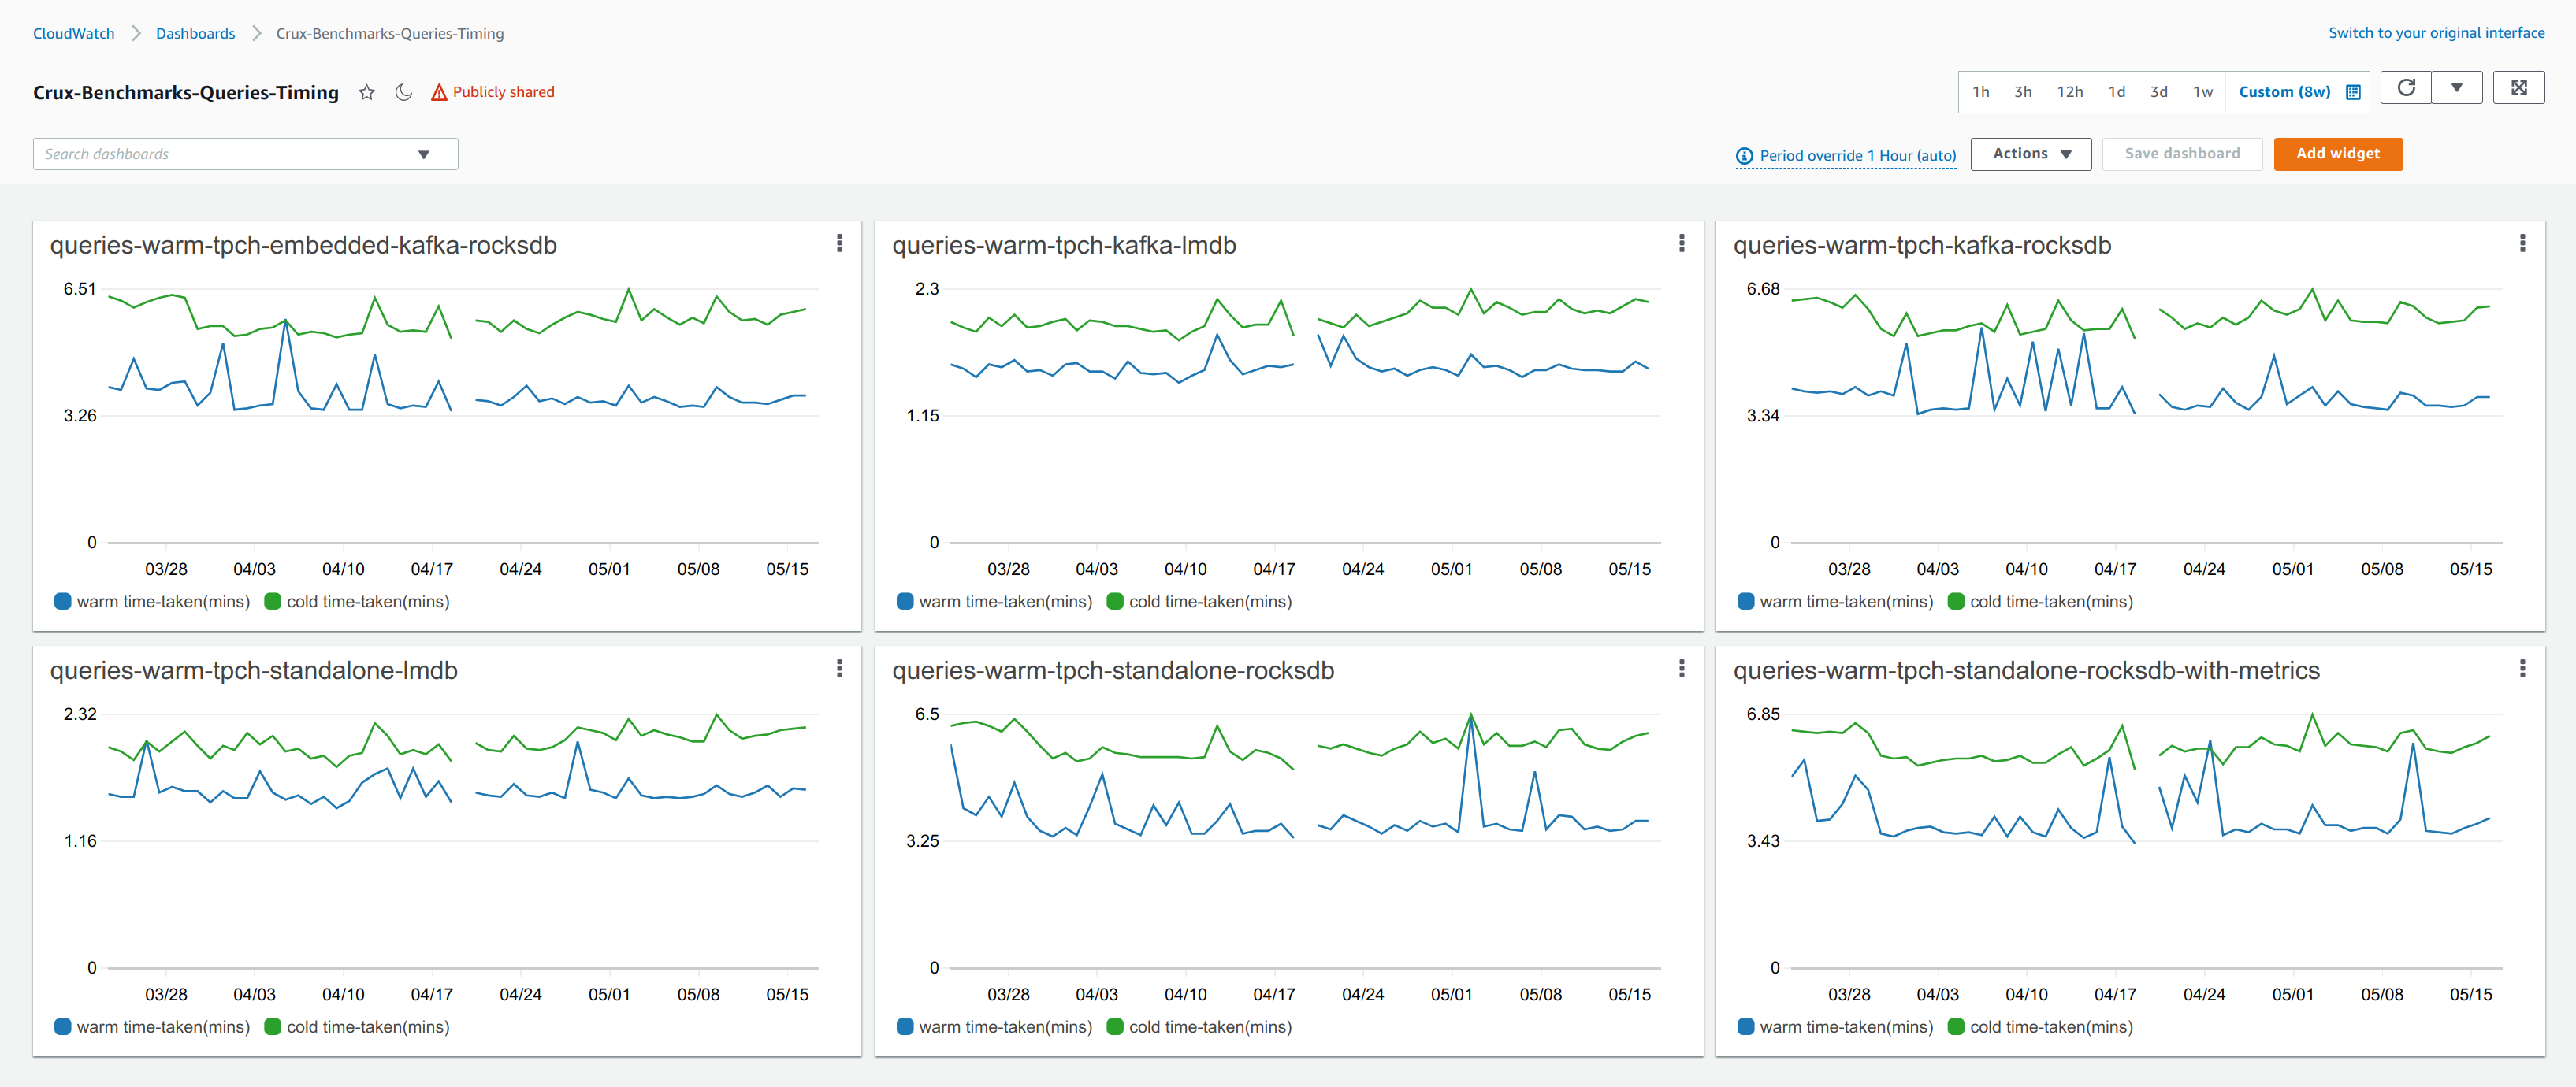 CloudWatch > Dashboards > Crux-Benchmarks-Queries-Timing
Switch to your original interface
Crux-Benchmarks-Queries-Timing Publicly shared
1h 3h 12h 1d 3d 1w Custom (8w)
Search dashboards
Period override 1 Hour (auto) Actions Save dashboard Add widget
queries-warm-tpch-embedded-kafka-rocksdb
6.51
3.26
0
03/28 04/03 04/10 04/17 04/24 05/01 05/08 05/15
warm time-taken(mins) cold time-taken(mins)
queries-warm-tpch-kafka-lmdb
2.3
1.15
0
03/28 04/03 04/10 04/17 04/24 05/01 05/08 05/15
warm time-taken(mins) cold time-taken(mins)
queries-warm-tpch-kafka-rocksdb
6.68
3.34
0
03/28 04/03 04/10 04/17 04/24 05/01 05/08 05/15
warm time-taken(mins) cold time-taken(mins)
queries-warm-tpch-standalone-lmdb
2.32
1.16
0
03/28 04/03 04/10 04/17 04/24 05/01 05/08 05/15
warm time-taken(mins) cold time-taken(mins)
queries-warm-tpch-standalone-rocksdb
6.5
3.25
0
03/28 04/03 04/10 04/17 04/24 05/01 05/08 05/15
warm time-taken(mins) cold time-taken(mins)
queries-warm-tpch-standalone-rocksdb-with-metrics
6.85
3.43
0
03/28 04/03 04/10 04/17 04/24 05/01 05/08 05/15
warm time-taken(mins) cold time-taken(mins)